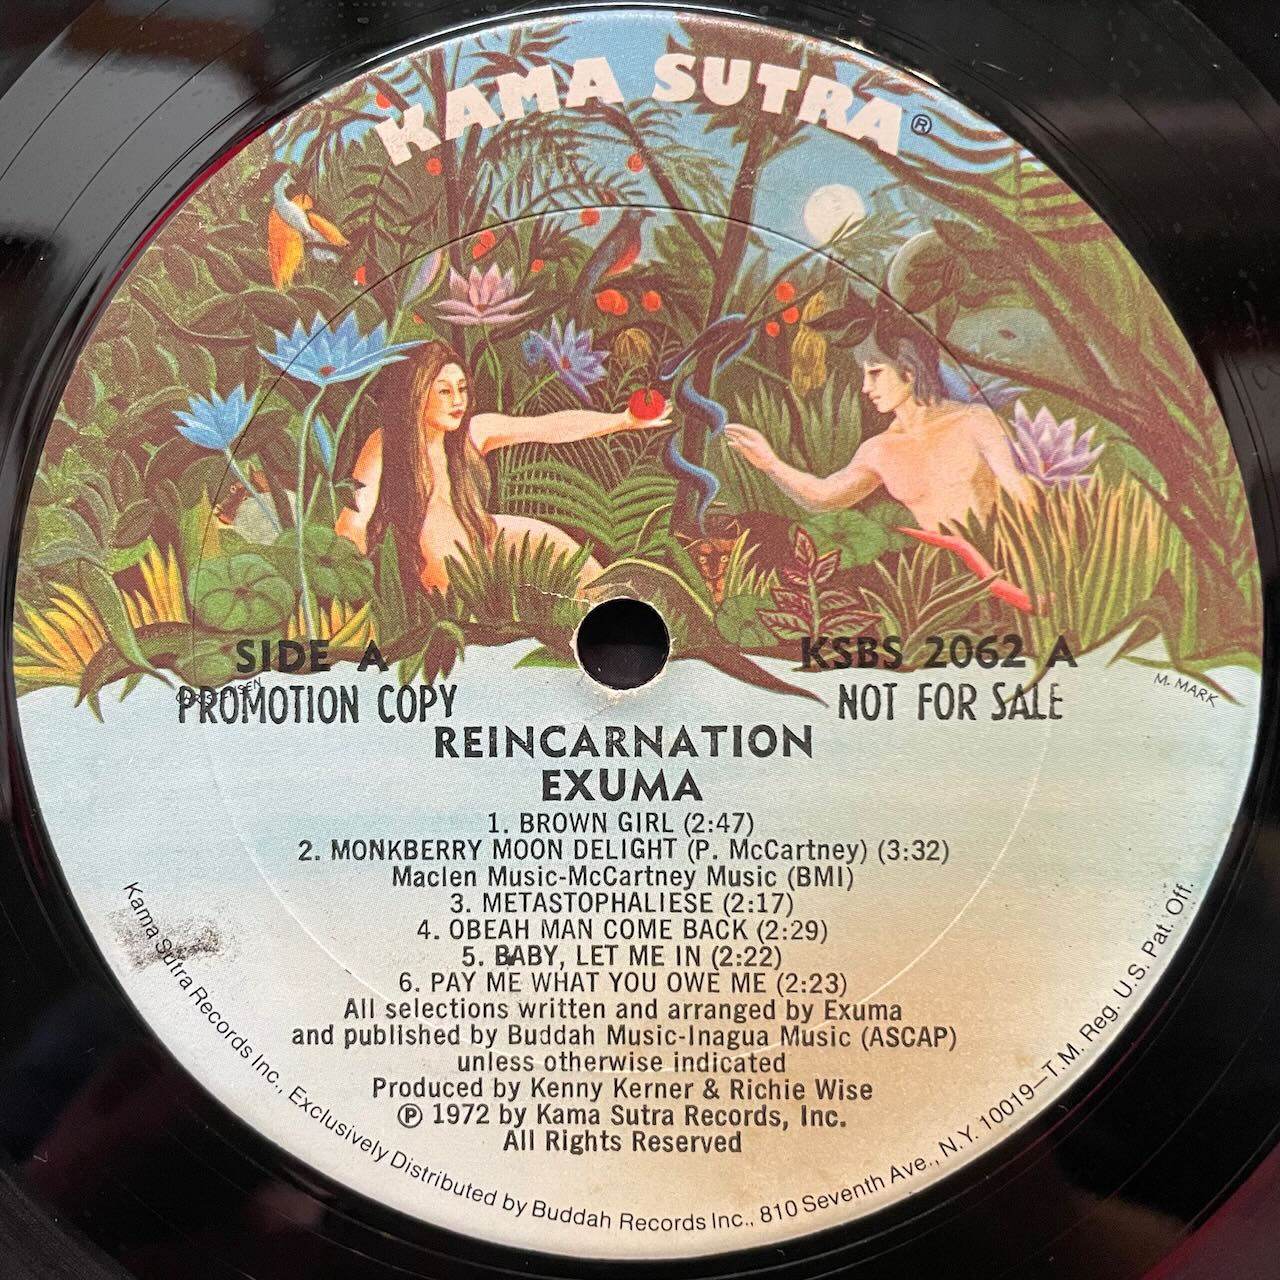 KAMA SUTRA®
SIDE A
KSBS 2062 A
M. MARK
PROMOTION COPY
NOT FOR SALE
REINCARNATION
EXUMA
1. BROWN GIRL (2:47)
2. MONKBERRY MOON DELIGHT (P. McCartney) (3:32)
Maclen Music-McCartney Music (BMI)
3. METASTOPHALIESE (2:17)
4. OBEAH MAN COME BACK (2:29)
5. BABY, LET ME IN (2:22)
6. PAY ME WHAT YOU OWE ME (2:23)
All selections written and arranged by Exuma
and published by Buddah Music-Inagua Music (ASCAP)
unless otherwise indicated
Produced by Kenny Kerner & Richie Wise
℗ 1972 by Kama Sutra Records, Inc.
All Rights Reserved
Kama Sutra Records Inc., Exclusively Distributed by Buddah Records Inc., 810 Seventh Ave., N.Y. 10019—T.M. Reg. U.S. Pat. Off.